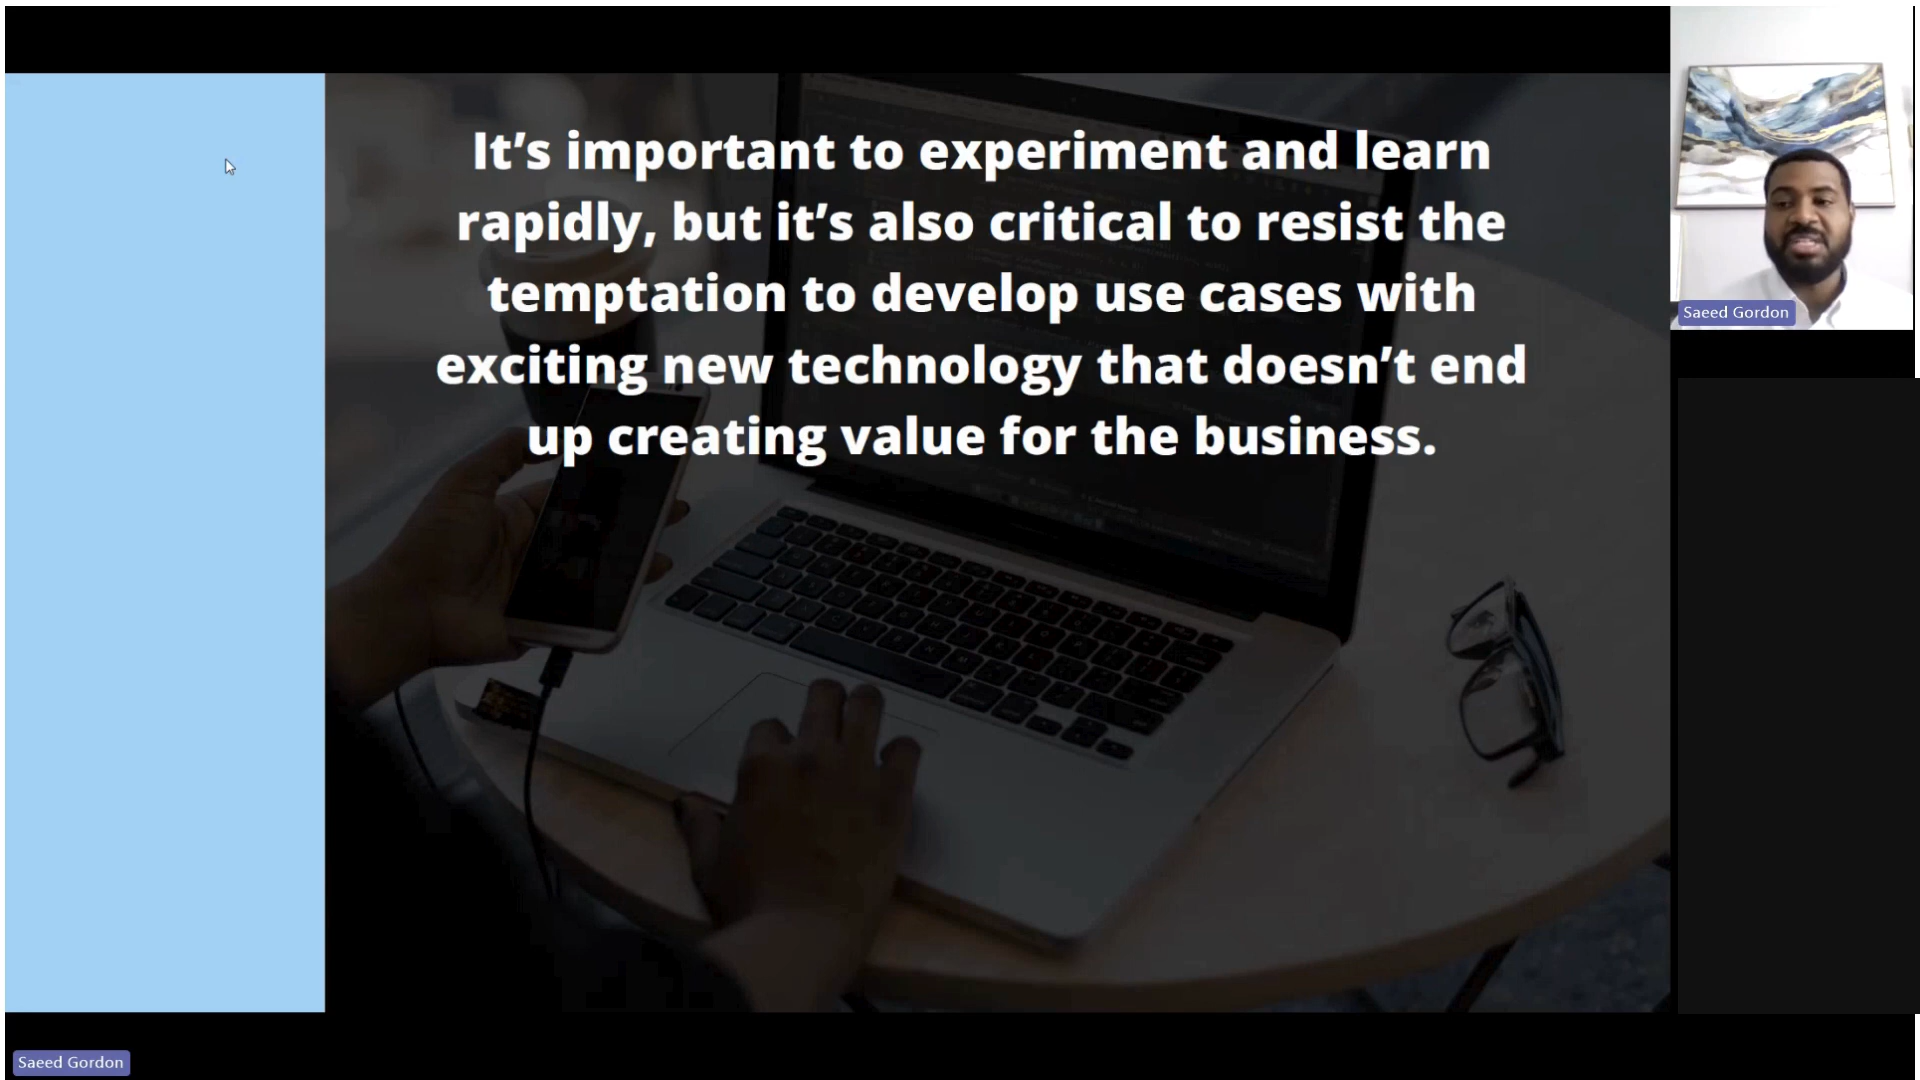 It’s important to experiment and learn
rapidly, but it’s also critical to resist the
temptation to develop use cases with
exciting new technology that doesn’t end
up creating value for the business.
Saeed Gordon
Saeed Gordon